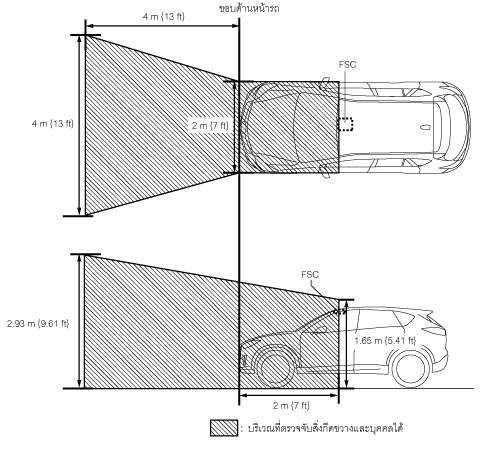 ขอบด้านหน้ารถ
4 m {13 ft}
FSC
4 m {13 ft}
2 m {7 ft}
FSC
2.93 m {9.61 ft}
1.65 m {5.41 ft}
2 m {7 ft}
: บริเวณที่ตรวจจับสิ่งกีดขวางและบุคคลได้